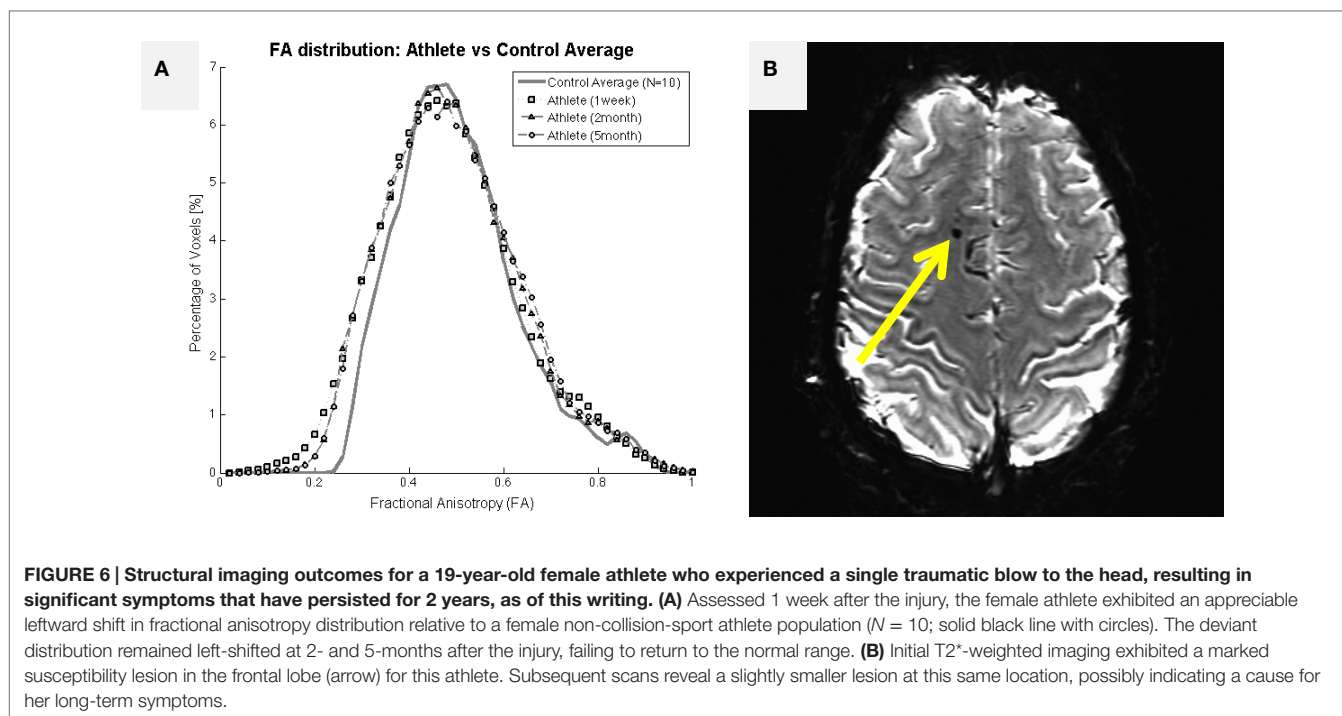 A
FA distribution: Athlete vs Control Average
Control Average (N=10)
Athlete (1week)
Athlete (2month)
Athlete (5month)
7
6
5
4
3
2
1
0
Percentage of Voxels [%]
0
0.2
0.4
0.6
0.8
1
Fractional Anisotropy (FA)
B
FIGURE 6 | Structural imaging outcomes for a 19-year-old female athlete who experienced a single traumatic blow to the head, resulting in
significant symptoms that have persisted for 2 years, as of this writing. (A) Assessed 1 week after the injury, the female athlete exhibited an appreciable
leftward shift in fractional anisotropy distribution relative to a female non-collision-sport athlete population (N = 10; solid black line with circles). The deviant
distribution remained left-shifted at 2- and 5-months after the injury, failing to return to the normal range. (B) Initial T2*-weighted imaging exhibited a marked
susceptibility lesion in the frontal lobe (arrow) for this athlete. Subsequent scans reveal a slightly smaller lesion at this same location, possibly indicating a cause for
her long-term symptoms.